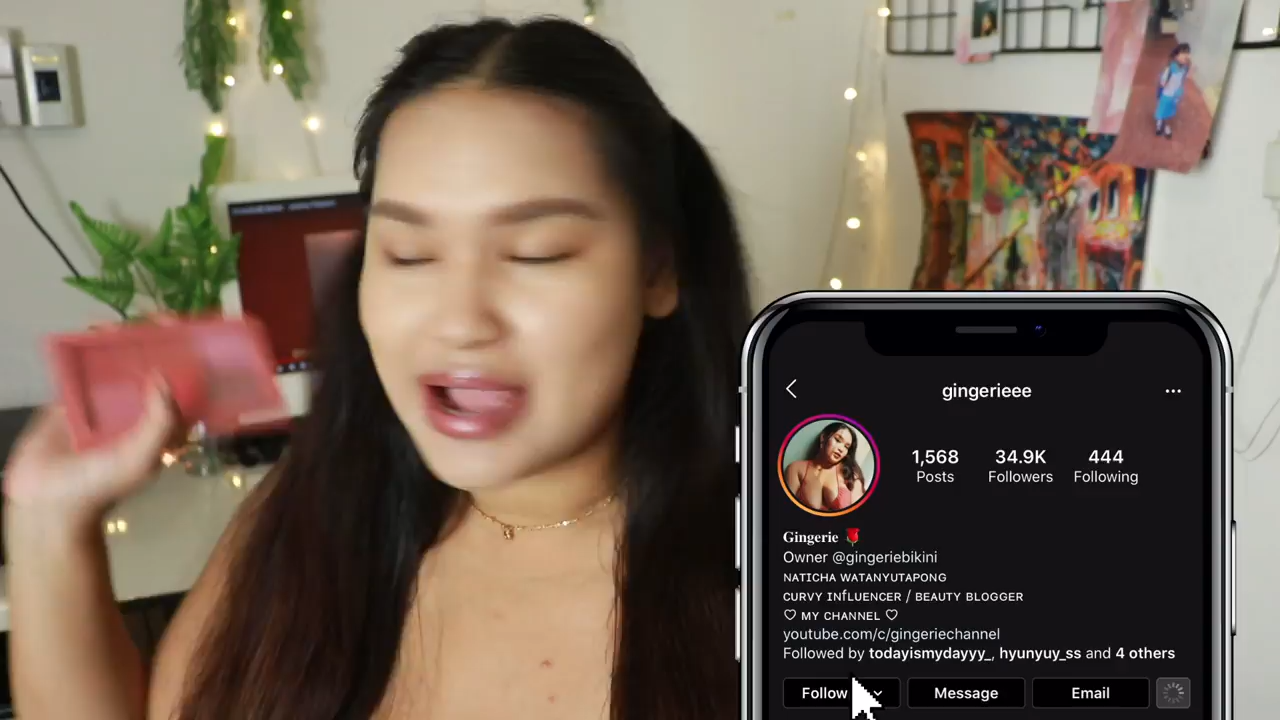 gingerieee
1,568 34.9K 444
Posts Followers Following
Gingerie 🌹
Owner @gingeriebikini
NATICHA WATANYUTAPONG
CURVY INfLUENCER / BEAUTY BLOGGER
♡ MY CHANNEL ♡
youtube.com/c/gingeriechannel
Followed by todayismydayyy_, hyunyuy_ss and 4 others
Follow Message Email